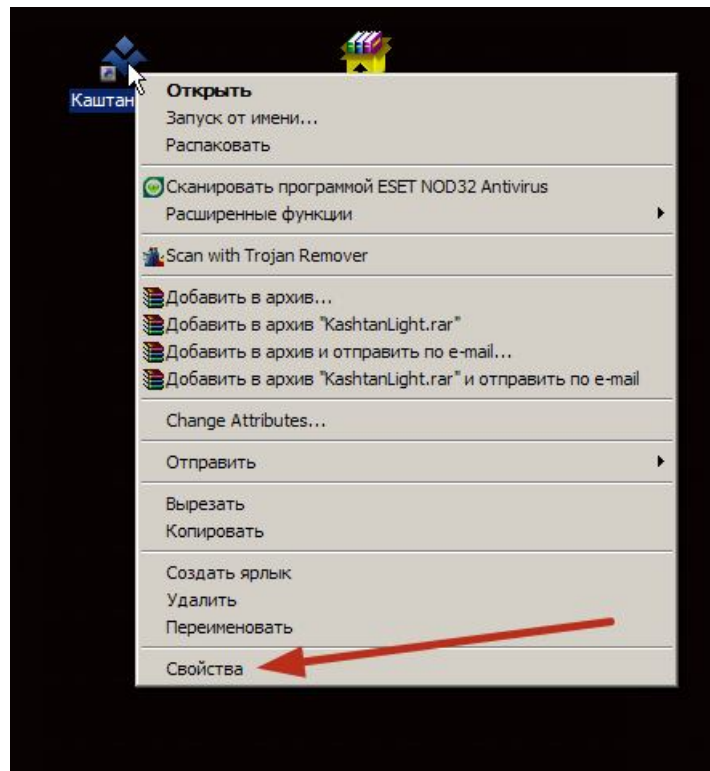 Каштан
Открыть
Запуск от имени...
Распаковать
Сканировать программой ESET NOD32 Antivirus
Расширенные функции
Scan with Trojan Remover
Добавить в архив...
Добавить в архив "KashtanLight.rar"
Добавить в архив и отправить по e-mail...
Добавить в архив "KashtanLight.rar" и отправить по e-mail
Change Attributes...
Отправить
Вырезать
Копировать
Создать ярлык
Удалить
Переименовать
Свойства